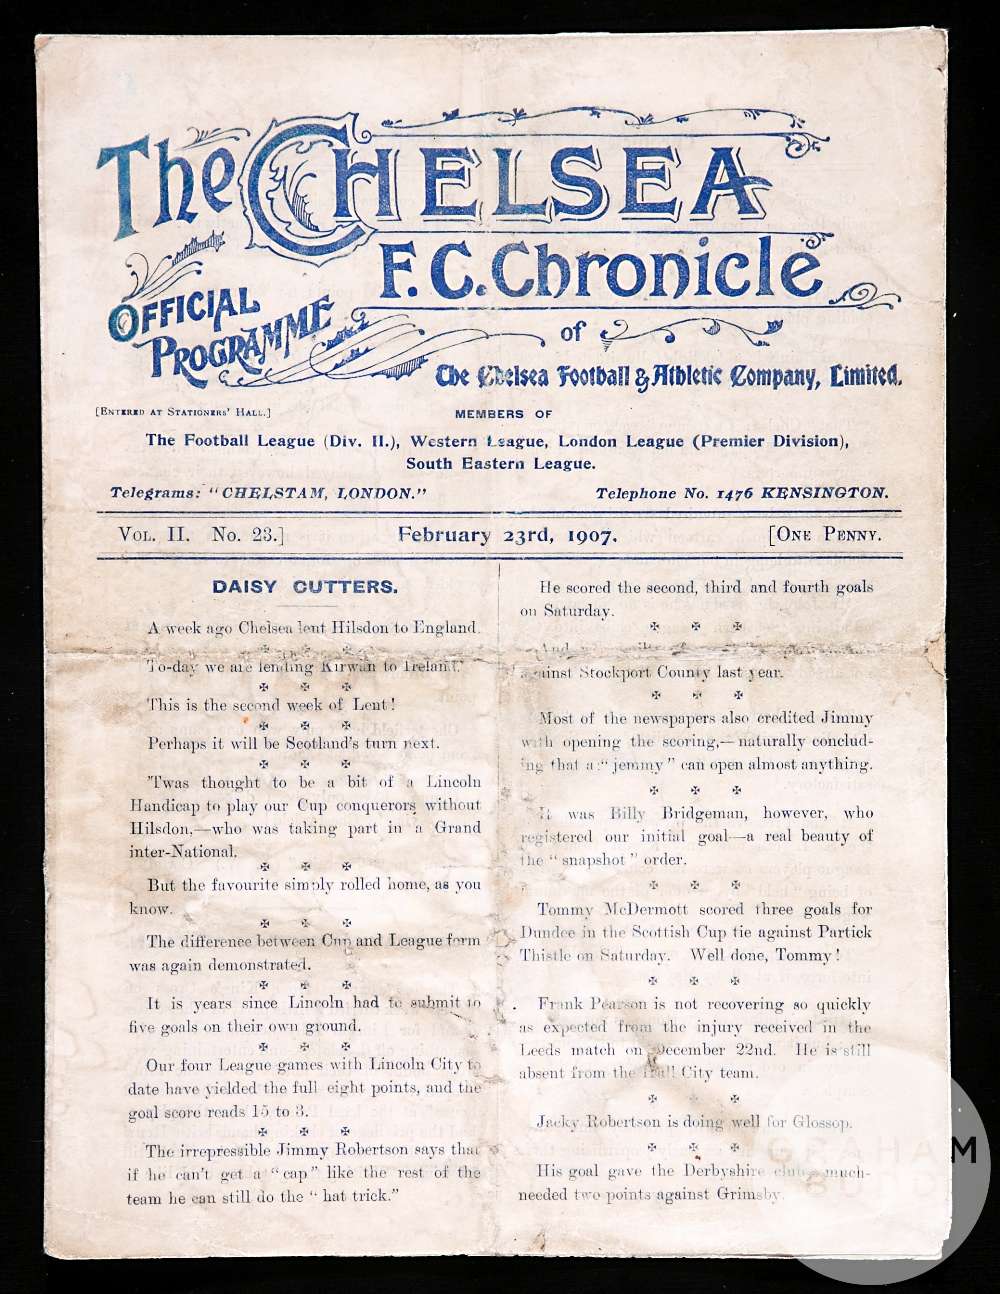 The CHELSEA
F.C. Chronicle
OFFICIAL
PROGRAMME
of
The Chelsea Football & Athletic Company, Limited.
[ENTERED AT STATIONERS' HALL.]
MEMBERS OF
The Football League (Div. II.), Western League, London League (Premier Division),
South Eastern League.
Telegrams: "CHELSTAM, LONDON."
Telephone No. 1476 KENSINGTON.
VOL. II. No. 23.]
February 23rd, 1907.
[ONE PENNY.
DAISY CUTTERS.
A week ago Chelsea lent Hilsdon to England.
To-day we are lending Kirwan to Ireland.
This is the second week of Lent!
Perhaps it will be Scotland's turn next.
'Twas thought to be a bit of a Lincoln
Handicap to play our Cup conquerors without
Hilsdon,—who was taking part in a Grand
inter-National.
But the favourite simply rolled home, as you
know.
The difference between Cup and League form
was again demonstrated.
It is years since Lincoln had to submit to
five goals on their own ground.
Our four League games with Lincoln City to
date have yielded the full eight points, and the
goal score reads 15 to 3.
The irrepressible Jimmy Robertson says that
if he can't get a "cap" like the rest of the
team he can still do the "hat trick."
He scored the second, third and fourth goals
on Saturday.
And
against Stockport County last year.
Most of the newspapers also credited Jimmy
with opening the scoring,—naturally conclud-
ing that a "jemmy" can open almost anything.
It was Billy Bridgeman, however, who
registered our initial goal—a real beauty of
the "snapshot" order.
Tommy McDermott scored three goals for
Dundee in the Scottish Cup tie against Partick
Thistle on Saturday. Well done, Tommy!
Frank Pearson is not recovering so quickly
as expected from the injury received in the
Leeds match on December 22nd. He is still
absent from the Hull City team.
Jacky Robertson is doing well for Glossop.
His goal gave the Derbyshire club much-
needed two points against Grimsby.
GRAHAM
BUDD